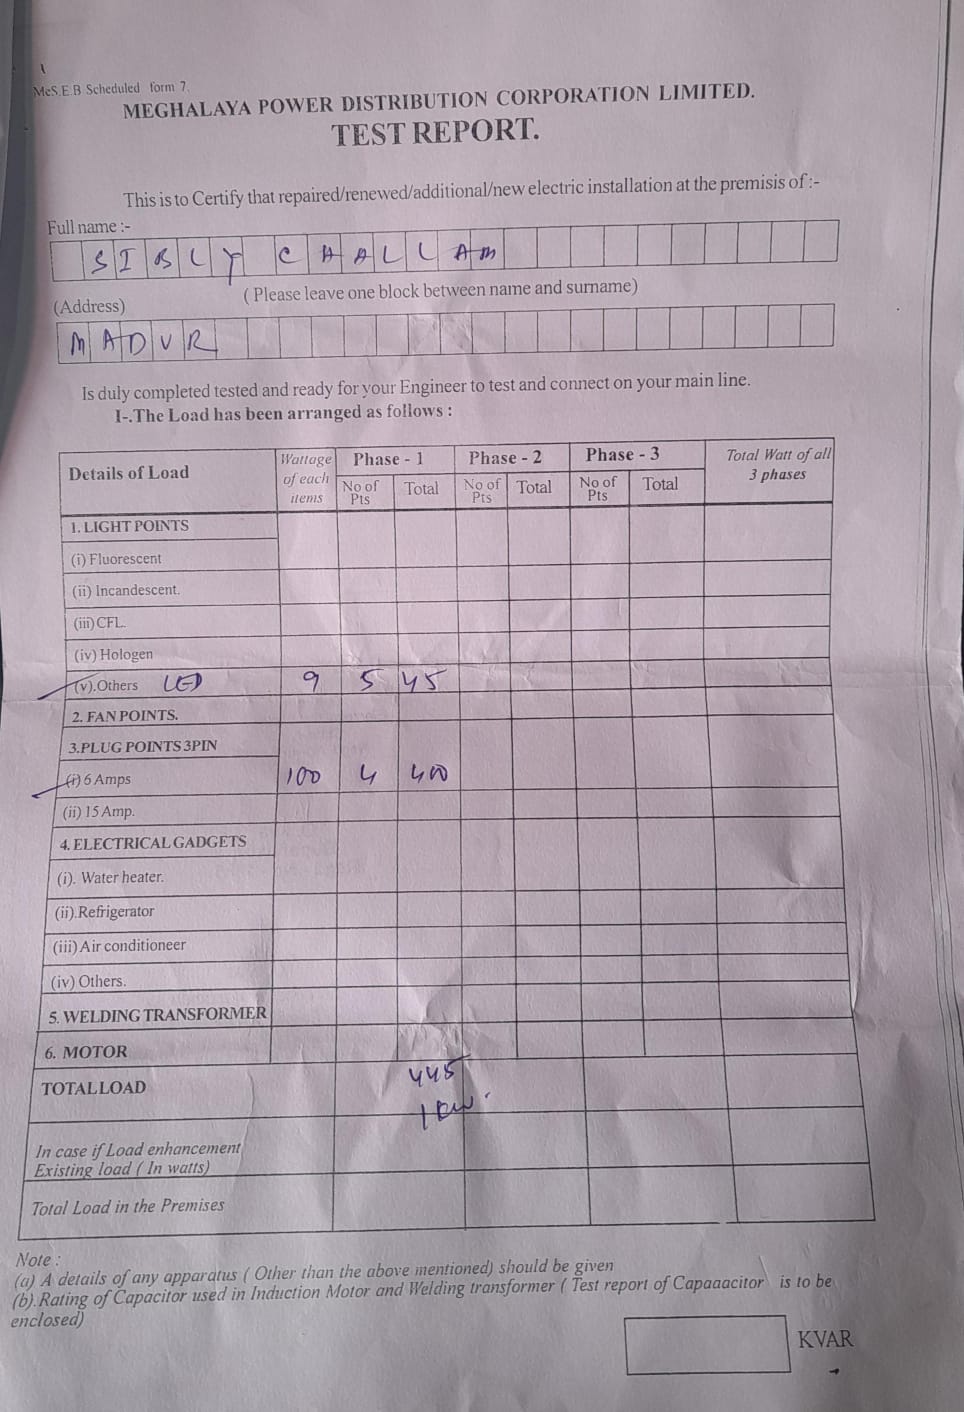 MeS.E.B Scheduled form 7.
MEGHALAYA POWER DISTRIBUTION CORPORATION LIMITED.
TEST REPORT.
This is to Certify that repaired/renewed/additional/new electric installation at the premisis of :-
Full name :-
SIBLY CHALLAM
(Address) ( Please leave one block between name and surname)
MADUR
Is duly completed tested and ready for your Engineer to test and connect on your main line.
I-.The Load has been arranged as follows :
Details of Load Wattage of each items Phase - 1 Phase - 2 Phase - 3 Total Watt of all 3 phases
No of Pts Total No of Pts Total No of Pts Total
1. LIGHT POINTS
(i) Fluorescent
(ii) Incandescent.
(iii) CFL.
(iv) Hologen
(v).Others LED 9 5 45
2. FAN POINTS.
3.PLUG POINTS 3PIN
(i) 6 Amps 100 4 400
(ii) 15 Amp.
4. ELECTRICAL GADGETS
(i). Water heater.
(ii).Refrigerator
(iii) Air conditioneer
(iv) Others.
5. WELDING TRANSFORMER
6. MOTOR
TOTAL LOAD 445
1 kw.
In case if Load enhancement
Existing load ( In watts)
Total Load in the Premises
Note :
(a) A details of any apparatus ( Other than the above mentioned) should be given
(b).Rating of Capacitor used in Induction Motor and Welding transformer ( Test report of Capaaacitor is to be
enclosed)
KVAR